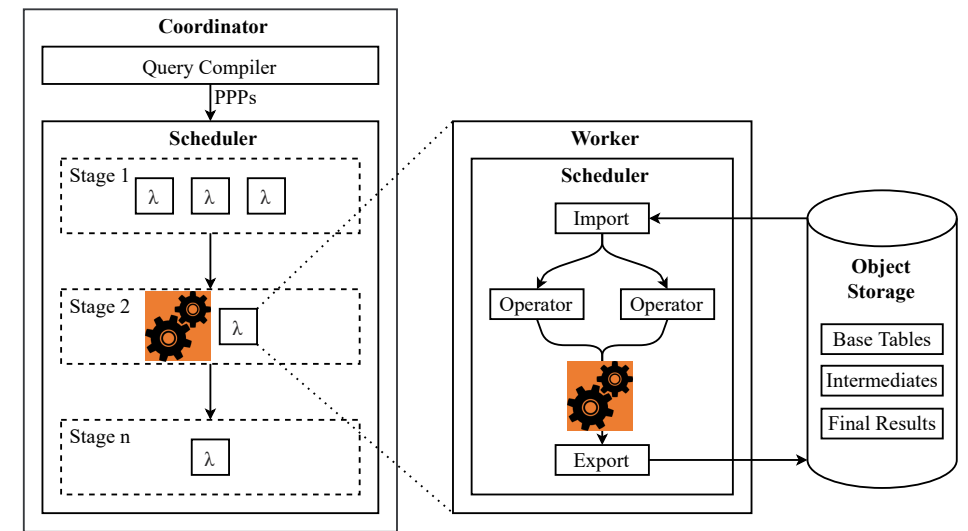 Coordinator
Query Compiler
PPPs
Scheduler
Stage 1
λ
λ
λ
Stage 2
λ
Stage n
λ
Worker
Scheduler
Import
Operator
Operator
Export
Object
Storage
Base Tables
Intermediates
Final Results